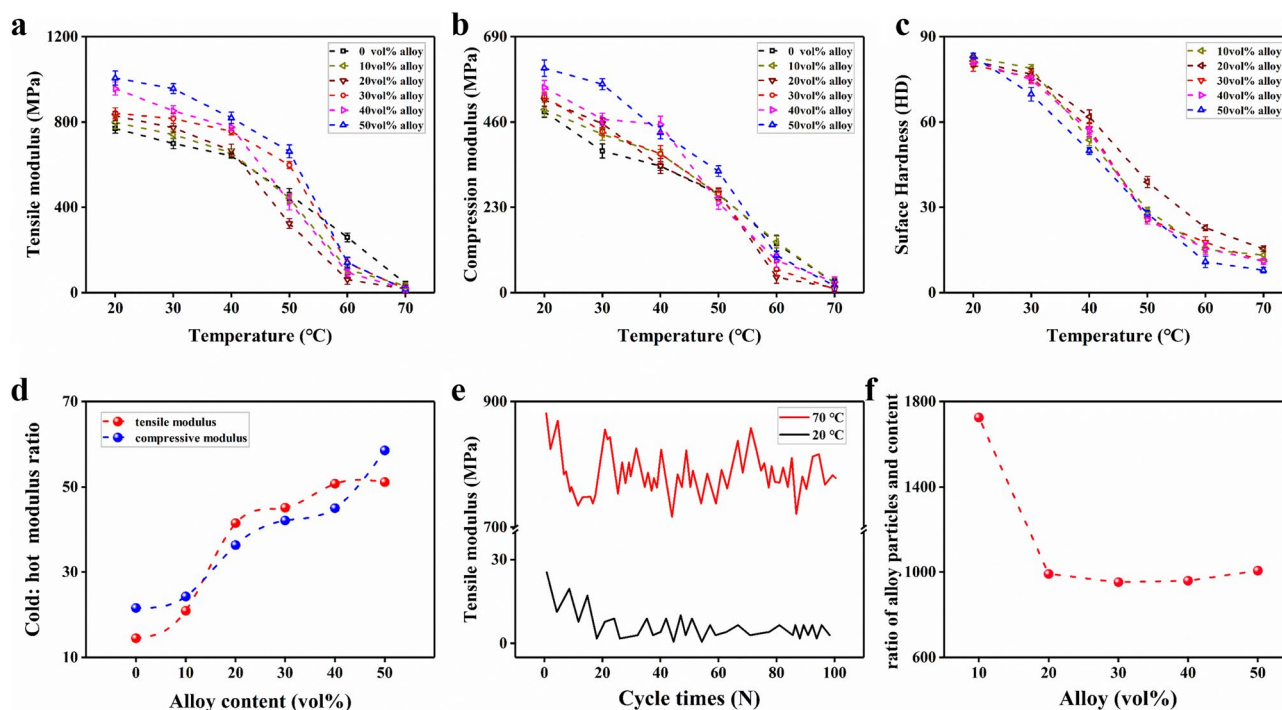 a
1200
800
400
0
Tensile modulus (MPa)
0 vol% alloy
10vol% alloy
20vol% alloy
30vol% alloy
40vol% alloy
50vol% alloy
20 30 40 50 60 70
Temperature (℃)
b
690
460
230
0
Compression modulus (MPa)
0 vol% alloy
10vol% alloy
20vol% alloy
30vol% alloy
40vol% alloy
50vol% alloy
20 30 40 50 60 70
Temperature (℃)
c
90
60
30
0
Suface Hardness (HD)
10vol% alloy
20vol% alloy
30vol% alloy
40vol% alloy
50vol% alloy
20 30 40 50 60 70
Temperature (℃)
d
70
50
30
10
Cold: hot modulus ratio
tensile modulus
compressive modulus
0 10 20 30 40 50
Alloy content (vol%)
e
900
700
30
0
Tensile modulus (MPa)
70 ℃
20 ℃
0 20 40 60 80 100
Cycle times (N)
f
1800
1400
1000
600
ratio of alloy particles and content
10 20 30 40 50
Alloy (vol%)